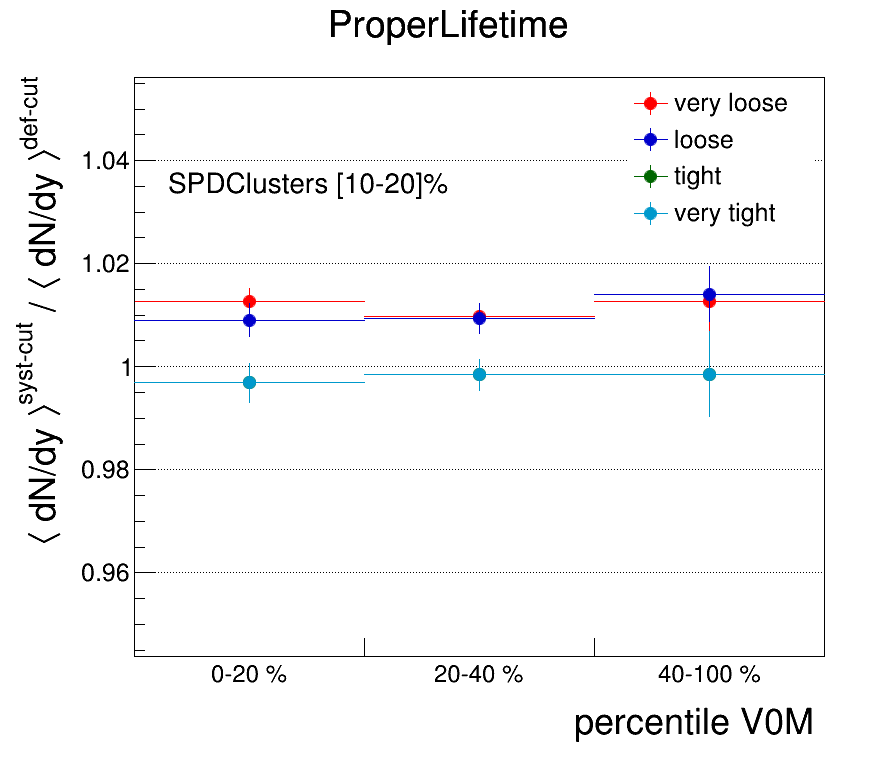 ProperLifetime
⟨ dN/dy ⟩^syst-cut / ⟨ dN/dy ⟩^def-cut
1.04
1.02
1
0.98
0.96
SPDClusters [10-20]%
very loose
loose
tight
very tight
0-20 % 20-40 % 40-100 %
percentile V0M